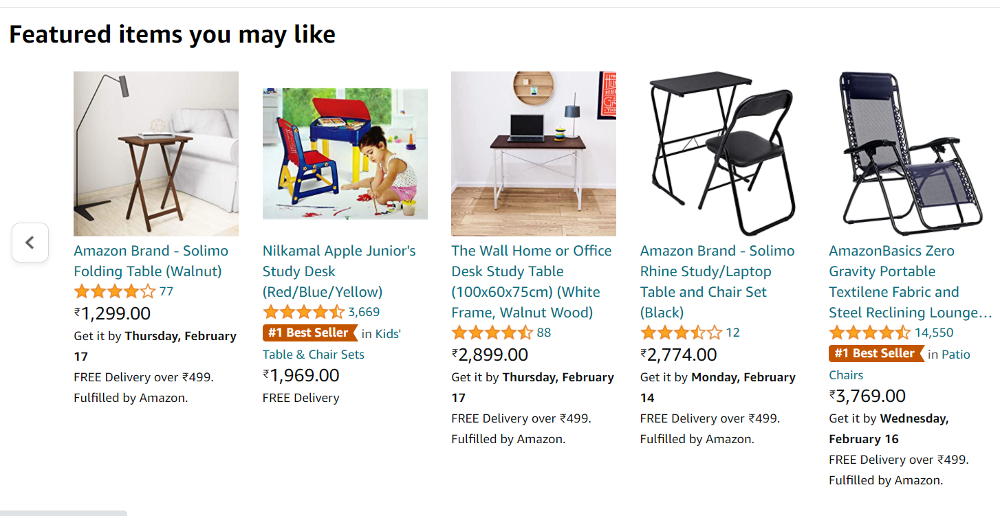 Featured items you may like
Amazon Brand - Solimo
Folding Table (Walnut)
77
₹1,299.00
Get it by Thursday, February
17
FREE Delivery over ₹499.
Fulfilled by Amazon.
Nilkamal Apple Junior's
Study Desk
(Red/Blue/Yellow)
3,669
#1 Best Seller in Kids'
Table & Chair Sets
₹1,969.00
FREE Delivery
The Wall Home or Office
Desk Study Table
(100x60x75cm) (White
Frame, Walnut Wood)
88
₹2,899.00
Get it by Thursday, February
17
FREE Delivery over ₹499.
Fulfilled by Amazon.
Amazon Brand - Solimo
Rhine Study/Laptop
Table and Chair Set
(Black)
12
₹2,774.00
Get it by Monday, February
14
FREE Delivery over ₹499.
Fulfilled by Amazon.
AmazonBasics Zero
Gravity Portable
Textilene Fabric and
Steel Reclining Lounge…
14,550
#1 Best Seller in Patio
Chairs
₹3,769.00
Get it by Wednesday,
February 16
FREE Delivery over ₹499.
Fulfilled by Amazon.